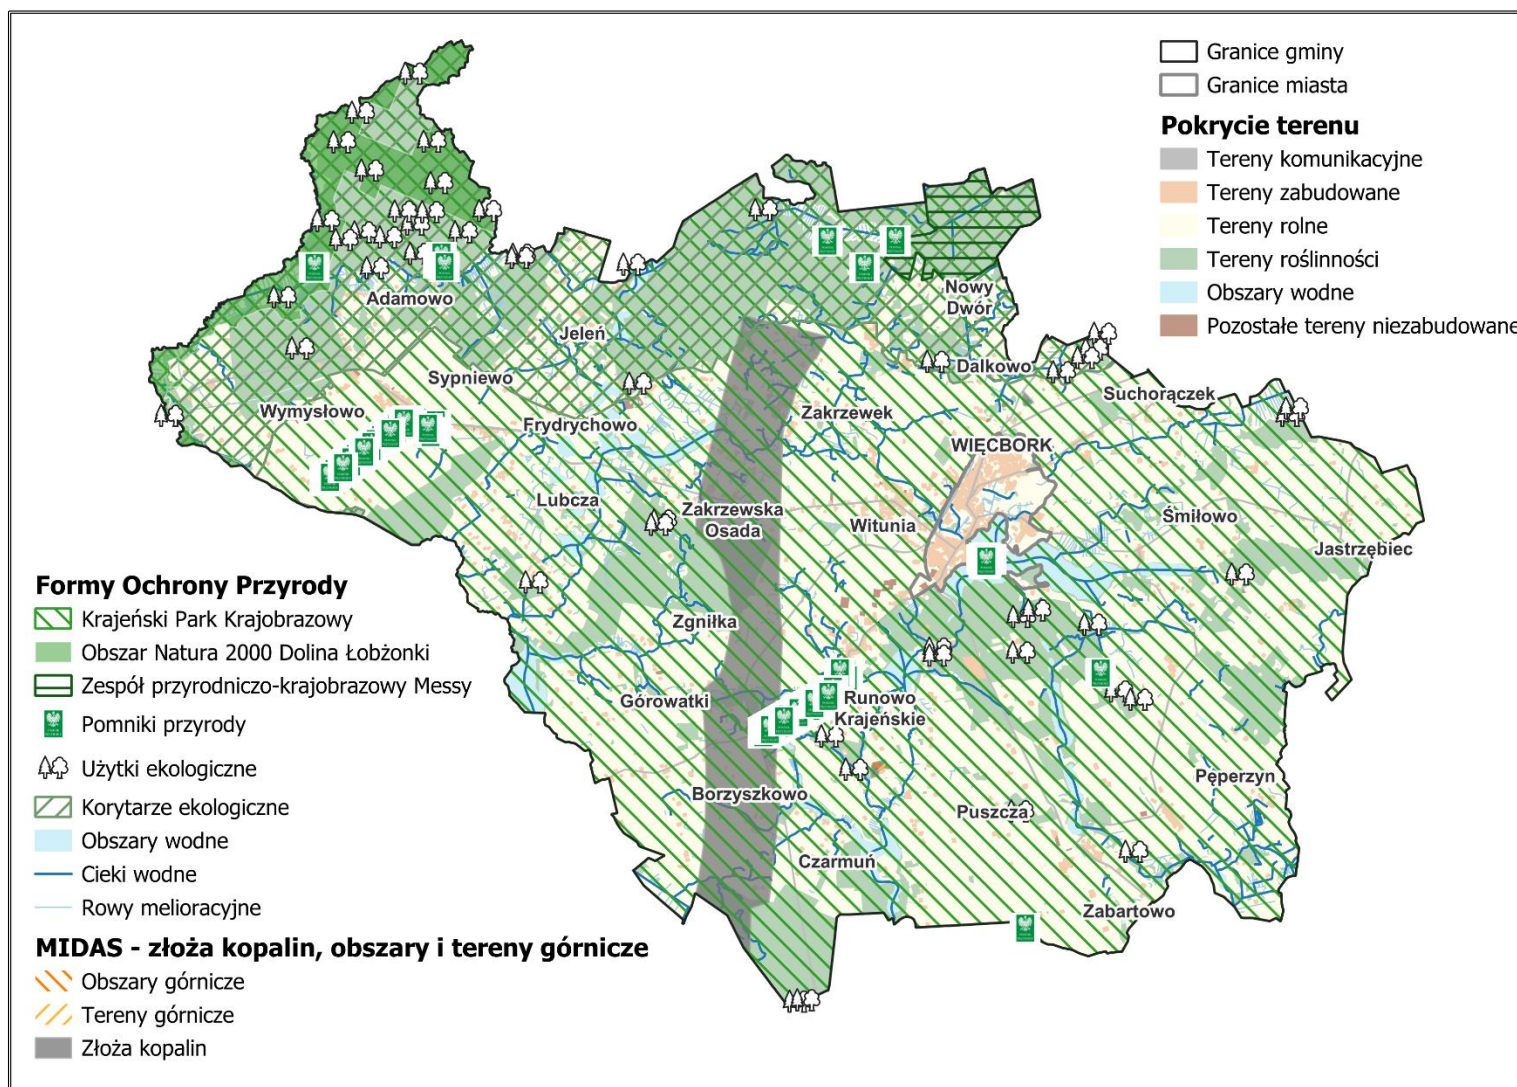 Granice gminy
Granice miasta
Pokrycie terenu
Tereny komunikacyjne
Tereny zabudowane
Tereny rolne
Tereny roślinności
Obszary wodne
Pozostałe tereny niezabudowane
Adamowo
Nowy
Dwór
Jeleń
Dalkowo
Sypniewo
Suchorączek
Wymysłowo
Zakrzewek
Frydrychowo
WIĘCBORK
Lubcza
Zakrzewska
Osada
Witunia
Śmiłowo
Jastrzębiec
Zgniłka
Górowatki
Runowo
Krajeńskie
Borzyszkowo
Pęperzyn
Puszcza
Czarmuń
Zabartowo
Formy Ochrony Przyrody
Krajeński Park Krajobrazowy
Obszar Natura 2000 Dolina Łobżonki
Zespół przyrodniczo-krajobrazowy Messy
Pomniki przyrody
Użytki ekologiczne
Korytarze ekologiczne
Obszary wodne
Cieki wodne
Rowy melioracyjne
MIDAS - złoża kopalin, obszary i tereny górnicze
Obszary górnicze
Tereny górnicze
Złoża kopalin